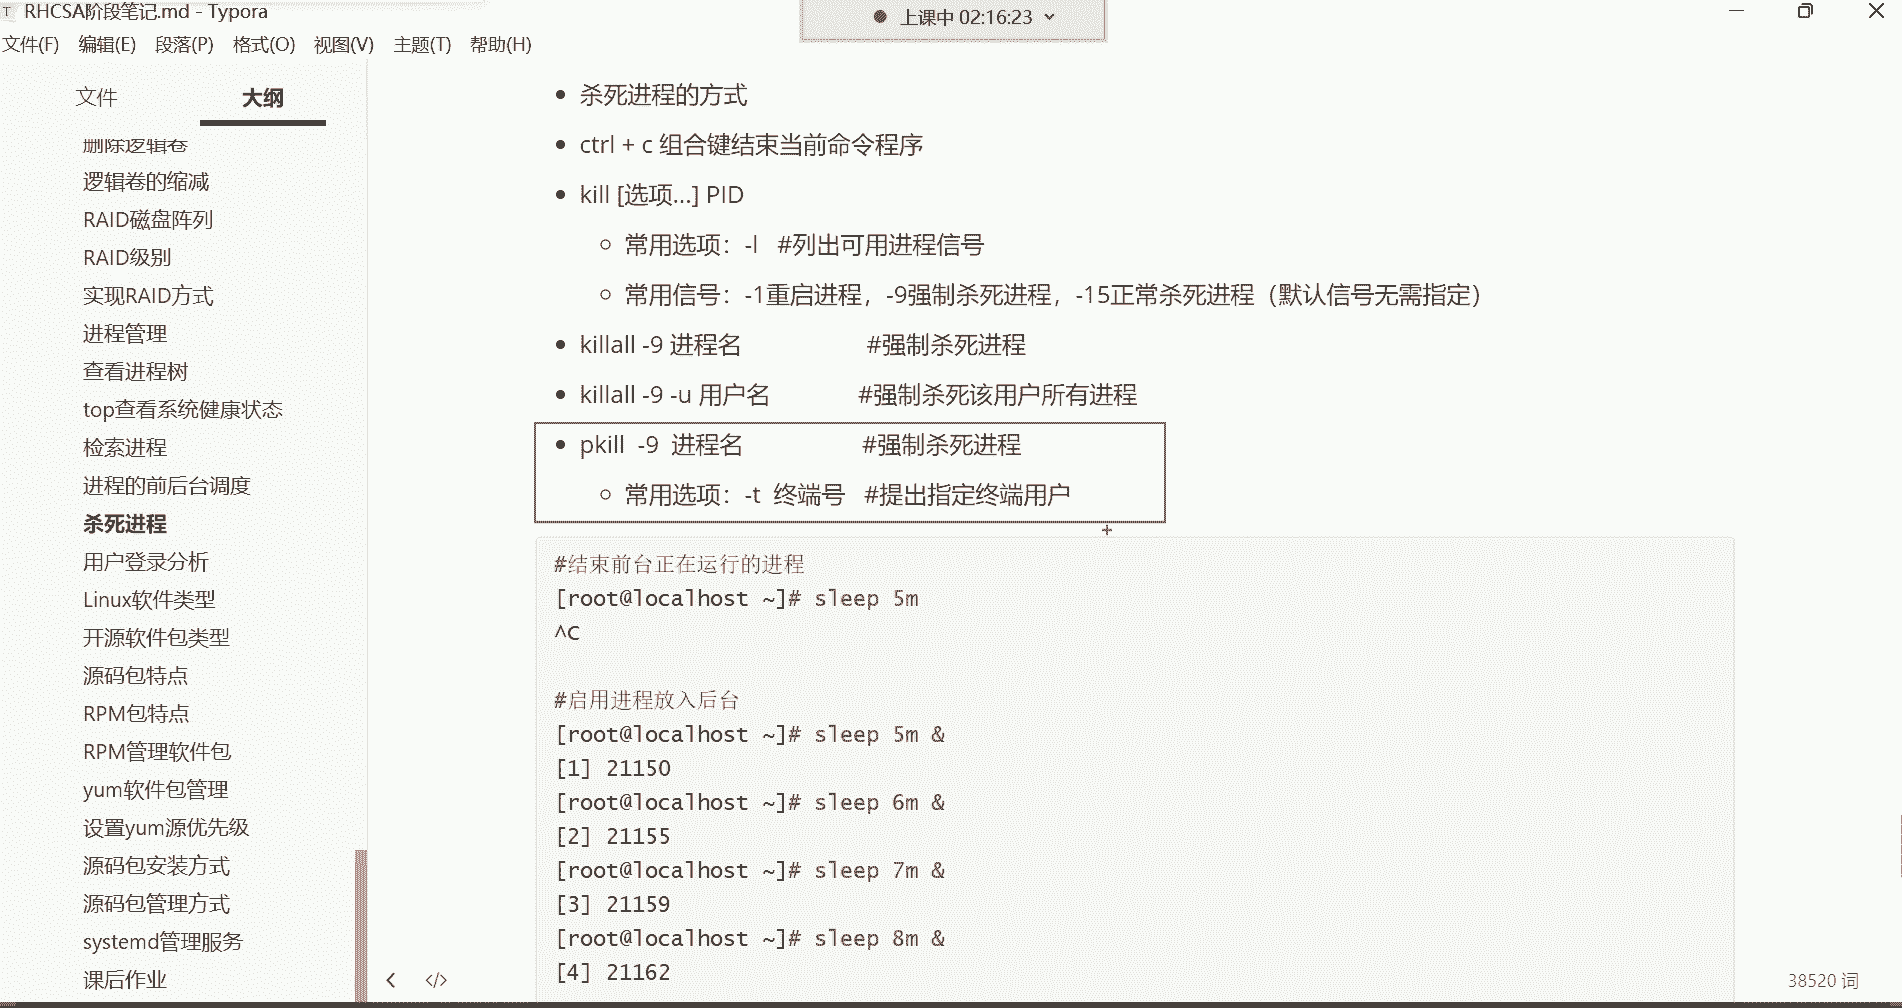 RHCSA阶段笔记.md - Typora
上课中 02:16:23
文件(F) 编辑(E) 段落(P) 格式(O) 视图(V) 主题(T) 帮助(H)
文件 大纲
删除逻辑卷
逻辑卷的缩减
RAID磁盘阵列
RAID级别
实现RAID方式
进程管理
查看进程树
top查看系统健康状态
检索进程
进程的前后台调度
杀死进程
用户登录分析
Linux软件类型
开源软件包类型
源码包特点
RPM包特点
RPM管理软件包
yum软件包管理
设置yum源优先级
源码包安装方式
源码包管理方式
systemd管理服务
课后作业
杀死进程的方式
ctrl + c 组合键结束当前命令程序
kill [选项...] PID
常用选项：-l #列出可用进程信号
常用信号：-1重启进程，-9强制杀死进程，-15正常杀死进程（默认信号无需指定）
killall -9 进程名 #强制杀死进程
killall -9 -u 用户名 #强制杀死该用户所有进程
pkill -9 进程名 #强制杀死进程
常用选项：-t 终端号 #提出指定终端用户
#结束前台正在运行的进程
[root@localhost ~]# sleep 5m
^C
#启用进程放入后台
[root@localhost ~]# sleep 5m &
[1] 21150
[root@localhost ~]# sleep 6m &
[2] 21155
[root@localhost ~]# sleep 7m &
[3] 21159
[root@localhost ~]# sleep 8m &
[4] 21162
38520 词